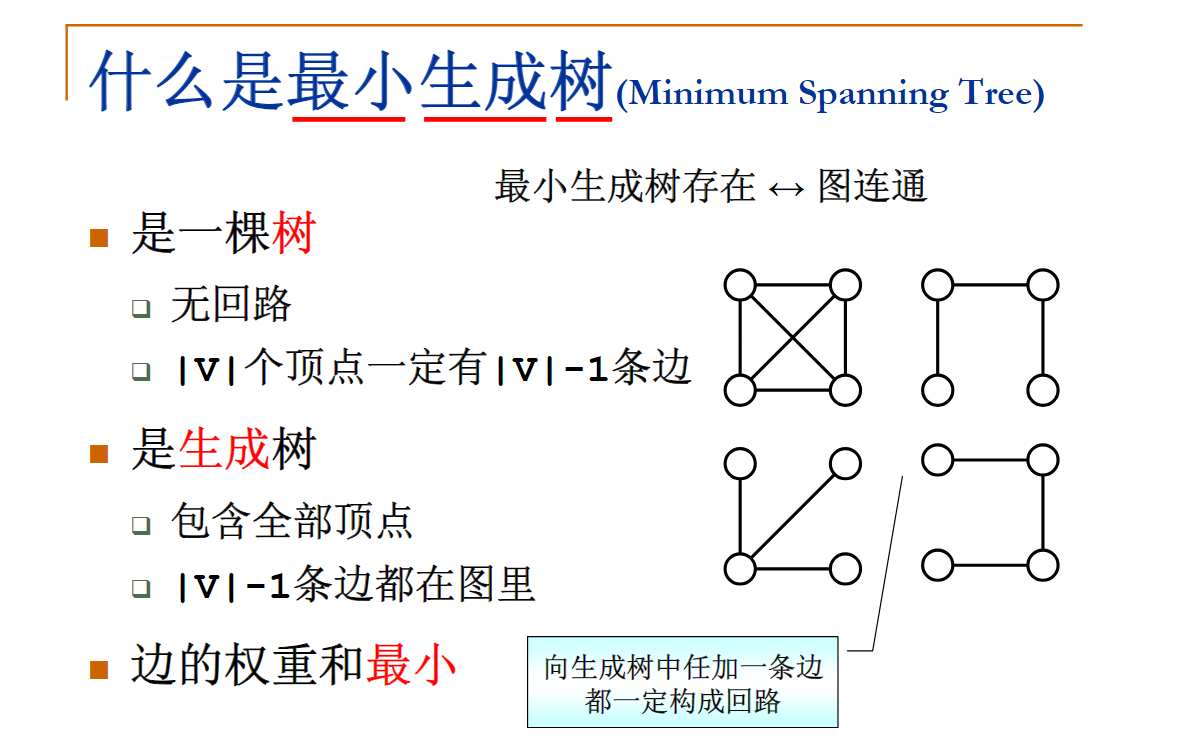 什么是最小生成树(Minimum Spanning Tree)
最小生成树存在 ↔ 图连通
是一棵树
无回路
|V|个顶点一定有|V|-1条边
是生成树
包含全部顶点
|V|-1条边都在图里
边的权重和最小
向生成树中任加一条边
都一定构成回路